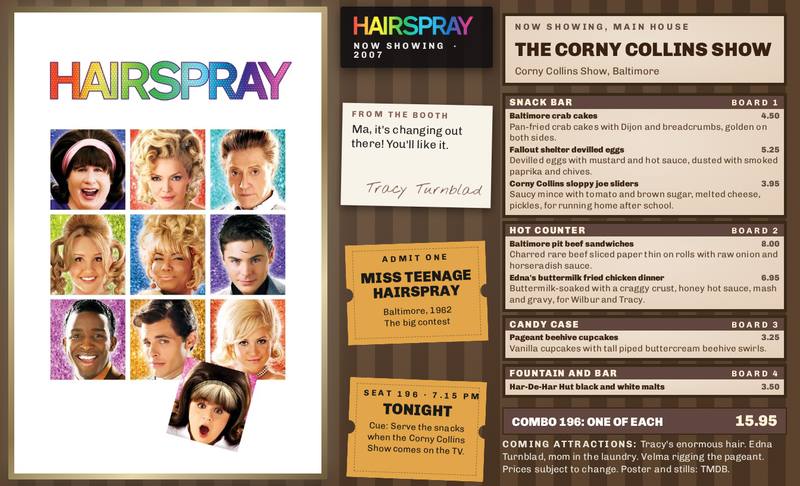 HAIRSPRAY
HAIRSPRAY
NOW SHOWING ·
2007
FROM THE BOOTH
Ma, it's changing out
there! You'll like it.
Tracy Turnblad
ADMIT ONE
MISS TEENAGE
HAIRSPRAY
Baltimore, 1962
The big contest
SEAT 196 · 7.15 PM
TONIGHT
Cue: Serve the snacks
when the Corny Collins
Show comes on the TV.
NOW SHOWING, MAIN HOUSE
THE CORNY COLLINS SHOW
Corny Collins Show, Baltimore
SNACK BAR BOARD 1
Baltimore crab cakes 4.50
Pan-fried crab cakes with Dijon and breadcrumbs, golden on
both sides.
Fallout shelter devilled eggs 5.25
Devilled eggs with mustard and hot sauce, dusted with smoked
paprika and chives.
Corny Collins sloppy joe sliders 3.95
Saucy mince with tomato and brown sugar, melted cheese,
pickles, for running home after school.
HOT COUNTER BOARD 2
Baltimore pit beef sandwiches 8.00
Charred rare beef sliced paper thin on rolls with raw onion and
horseradish sauce.
Edna's buttermilk fried chicken dinner 6.95
Buttermilk-soaked with a craggy crust, honey hot sauce, mash
and gravy, for Wilbur and Tracy.
CANDY CASE BOARD 3
Pageant beehive cupcakes 3.25
Vanilla cupcakes with tall piped buttercream beehive swirls.
FOUNTAIN AND BAR BOARD 4
Har-De-Har Hut black and white malts 3.50
COMBO 196: ONE OF EACH 15.95
COMING ATTRACTIONS: Tracy's enormous hair. Edna
Turnblad, mom in the laundry. Velma rigging the pageant.
Prices subject to change. Poster and stills: TMDB.